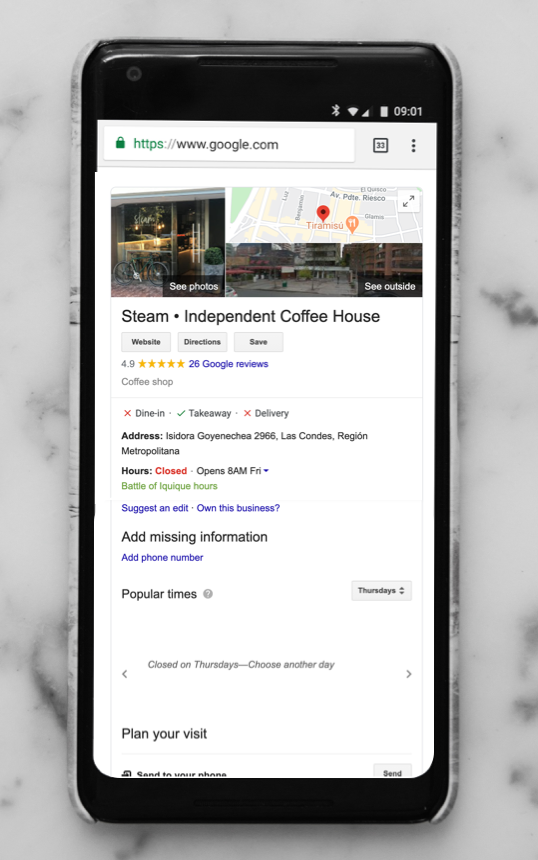 09:01
https://www.google.com
33
steam
Luz
Benjamín
El Quisco
Av. Pdte. Riesco
Glamis
Tiramisú
See photos
See outside
Steam • Independent Coffee House
Website Directions Save
4.9 26 Google reviews
Coffee shop
Dine-in · Takeaway · Delivery
Address: Isidora Goyenechea 2966, Las Condes, Región
Metropolitana
Hours: Closed · Opens 8AM Fri
Battle of Iquique hours
Suggest an edit · Own this business?
Add missing information
Add phone number
Popular times ?
Thursdays
Closed on Thursdays—Choose another day
Plan your visit
Send to your phone
Send